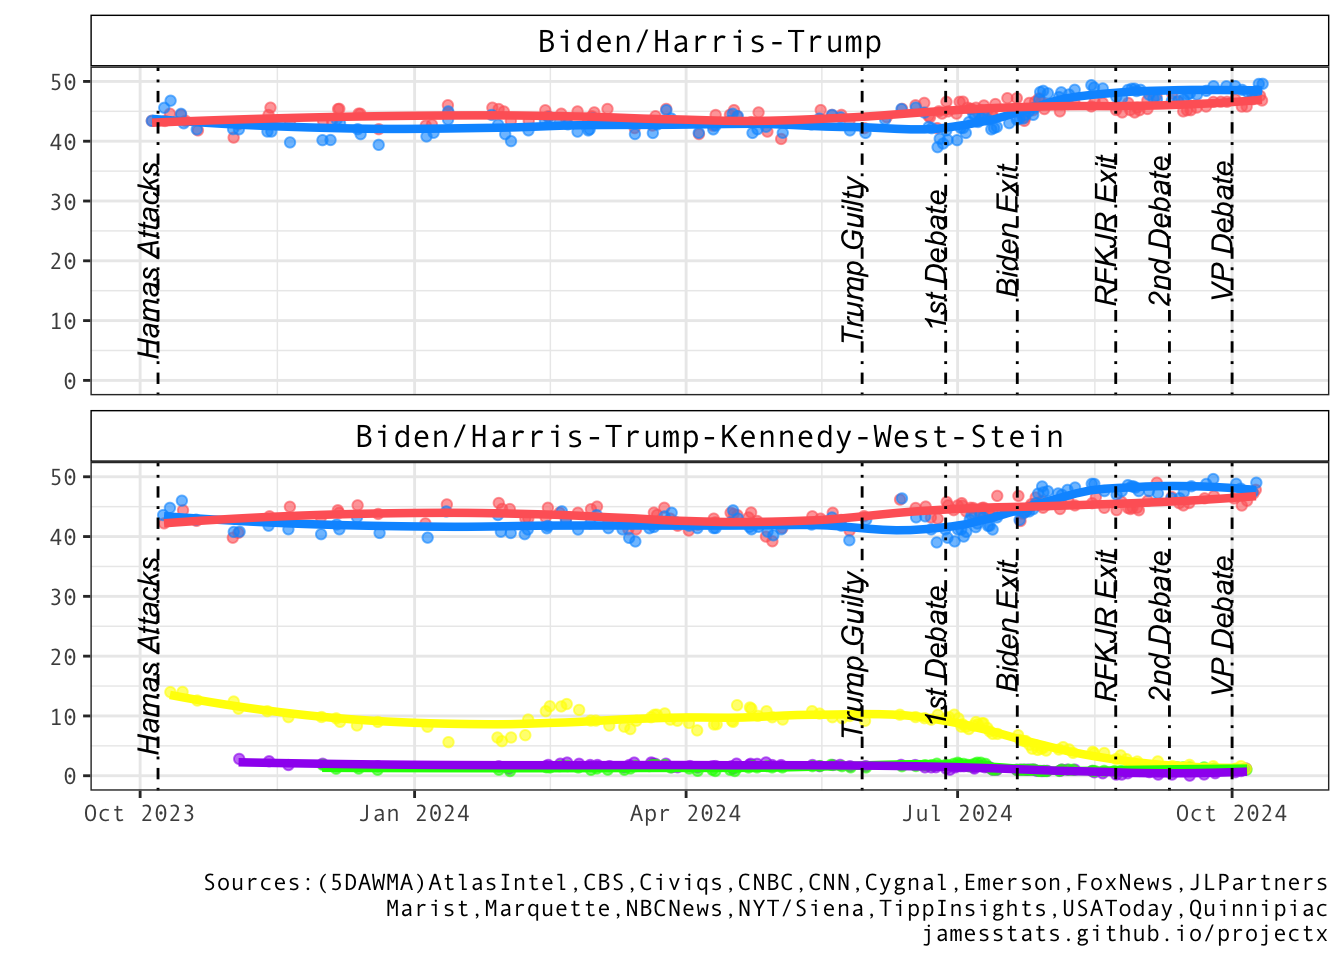 Biden/Harris-Trump
50
40
30
20
10
0
Hamas Attacks
Trump Guilty
1st Debate
Biden Exit
RFKJR Exit
2nd Debate
VP Debate
Biden/Harris-Trump-Kennedy-West-Stein
50
40
30
20
10
0
Hamas Attacks
Trump Guilty
1st Debate
Biden Exit
RFKJR Exit
2nd Debate
VP Debate
Oct 2023
Jan 2024
Apr 2024
Jul 2024
Oct 2024
Sources:(5DAWMA)AtlasIntel,CBS,Civiqs,CNBC,CNN,Cygnal,Emerson,FoxNews,JLPartners
Marist,Marquette,NBCNews,NYT/Siena,TippInsights,USAToday,Quinnipiac
jamesstats.github.io/projectx